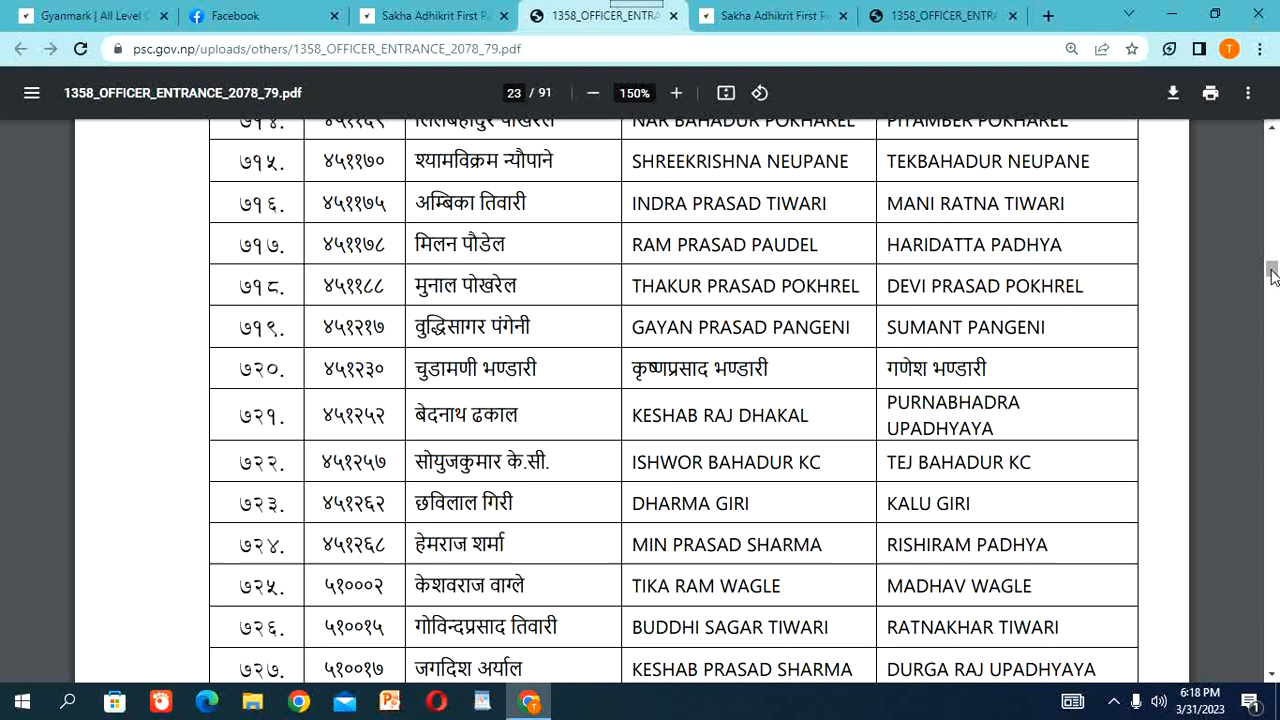 Gyanmark | All Level C
Facebook
Sakha Adhikrit First P
1358_OFFICER_ENTRA
Sakha Adhikrit First P
1358_OFFICER_ENTRA
psc.gov.np/uploads/others/1358_OFFICER_ENTRANCE_2078_79.pdf
T
1358_OFFICER_ENTRANCE_2078_79.pdf
23 / 91
150%
७१४. ४५११५९ NAR BAHADUR POKHAREL PITAMBER POKHAREL
७१५. ४५११७० श्यामविक्रम न्यौपाने SHREEKRISHNA NEUPANE TEKBAHADUR NEUPANE
७१६. ४५११७५ अम्बिका तिवारी INDRA PRASAD TIWARI MANI RATNA TIWARI
७१७. ४५११७८ मिलन पौडेल RAM PRASAD PAUDEL HARIDATTA PADHYA
७१८. ४५११८८ मुनाल पोखरेल THAKUR PRASAD POKHREL DEVI PRASAD POKHREL
७१९. ४५१२१७ वुद्धिसागर पंगेनी GAYAN PRASAD PANGENI SUMANT PANGENI
७२०. ४५१२३० चुडामणी भण्डारी कृष्णप्रसाद भण्डारी गणेश भण्डारी
७२१. ४५१२५२ बेदनाथ ढकाल KESHAB RAJ DHAKAL PURNABHADRA
UPADHYAYA
७२२. ४५१२५७ सोयुजकुमार के.सी. ISHWOR BAHADUR KC TEJ BAHADUR KC
७२३. ४५१२६२ छविलाल गिरी DHARMA GIRI KALU GIRI
७२४. ४५१२६८ हेमराज शर्मा MIN PRASAD SHARMA RISHIRAM PADHYA
७२५. ५१०००२ केशवराज वाग्ले TIKA RAM WAGLE MADHAV WAGLE
७२६. ५१००१५ गोविन्दप्रसाद तिवारी BUDDHI SAGAR TIWARI RATNAKHAR TIWARI
७२७. ५१००१७ जगदिश अर्याल KESHAB PRASAD SHARMA DURGA RAJ UPADHYAYA
6:18 PM
3/31/2023